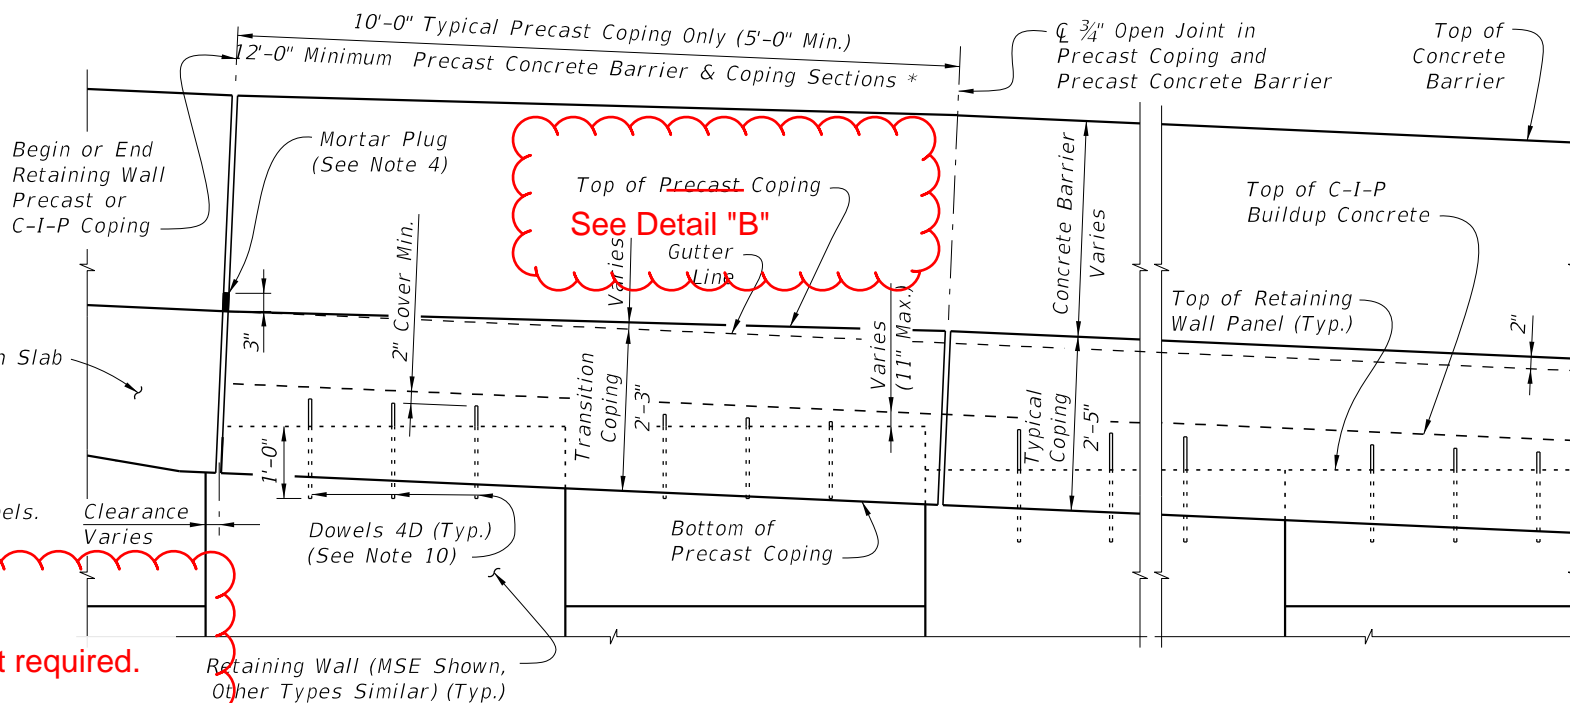 10'-0" Typical Precast Coping Only (5'-0" Min.)
12'-0" Minimum Precast Concrete Barrier & Coping Sections *
℄ ¾" Open Joint in
Precast Coping and
Precast Concrete Barrier
Top of
Concrete
Barrier
Begin or End
Retaining Wall
Precast or
C-I-P Coping
Mortar Plug
(See Note 4)
Top of Precast Coping
See Detail "B"
Gutter
Line
Varies
2" Cover Min.
3"
Concrete Barrier
Varies
Top of C-I-P
Buildup Concrete
Top of Retaining
Wall Panel (Typ.)
2"
Slab
Transition
Coping
2'-3"
Varies
(11" Max.)
Typical
Coping
2'-5"
1'-0"
Clearance
Varies
Dowels 4D (Typ.)
(See Note 10)
Bottom of
Precast Coping
required.
Retaining Wall (MSE Shown,
Other Types Similar) (Typ.)